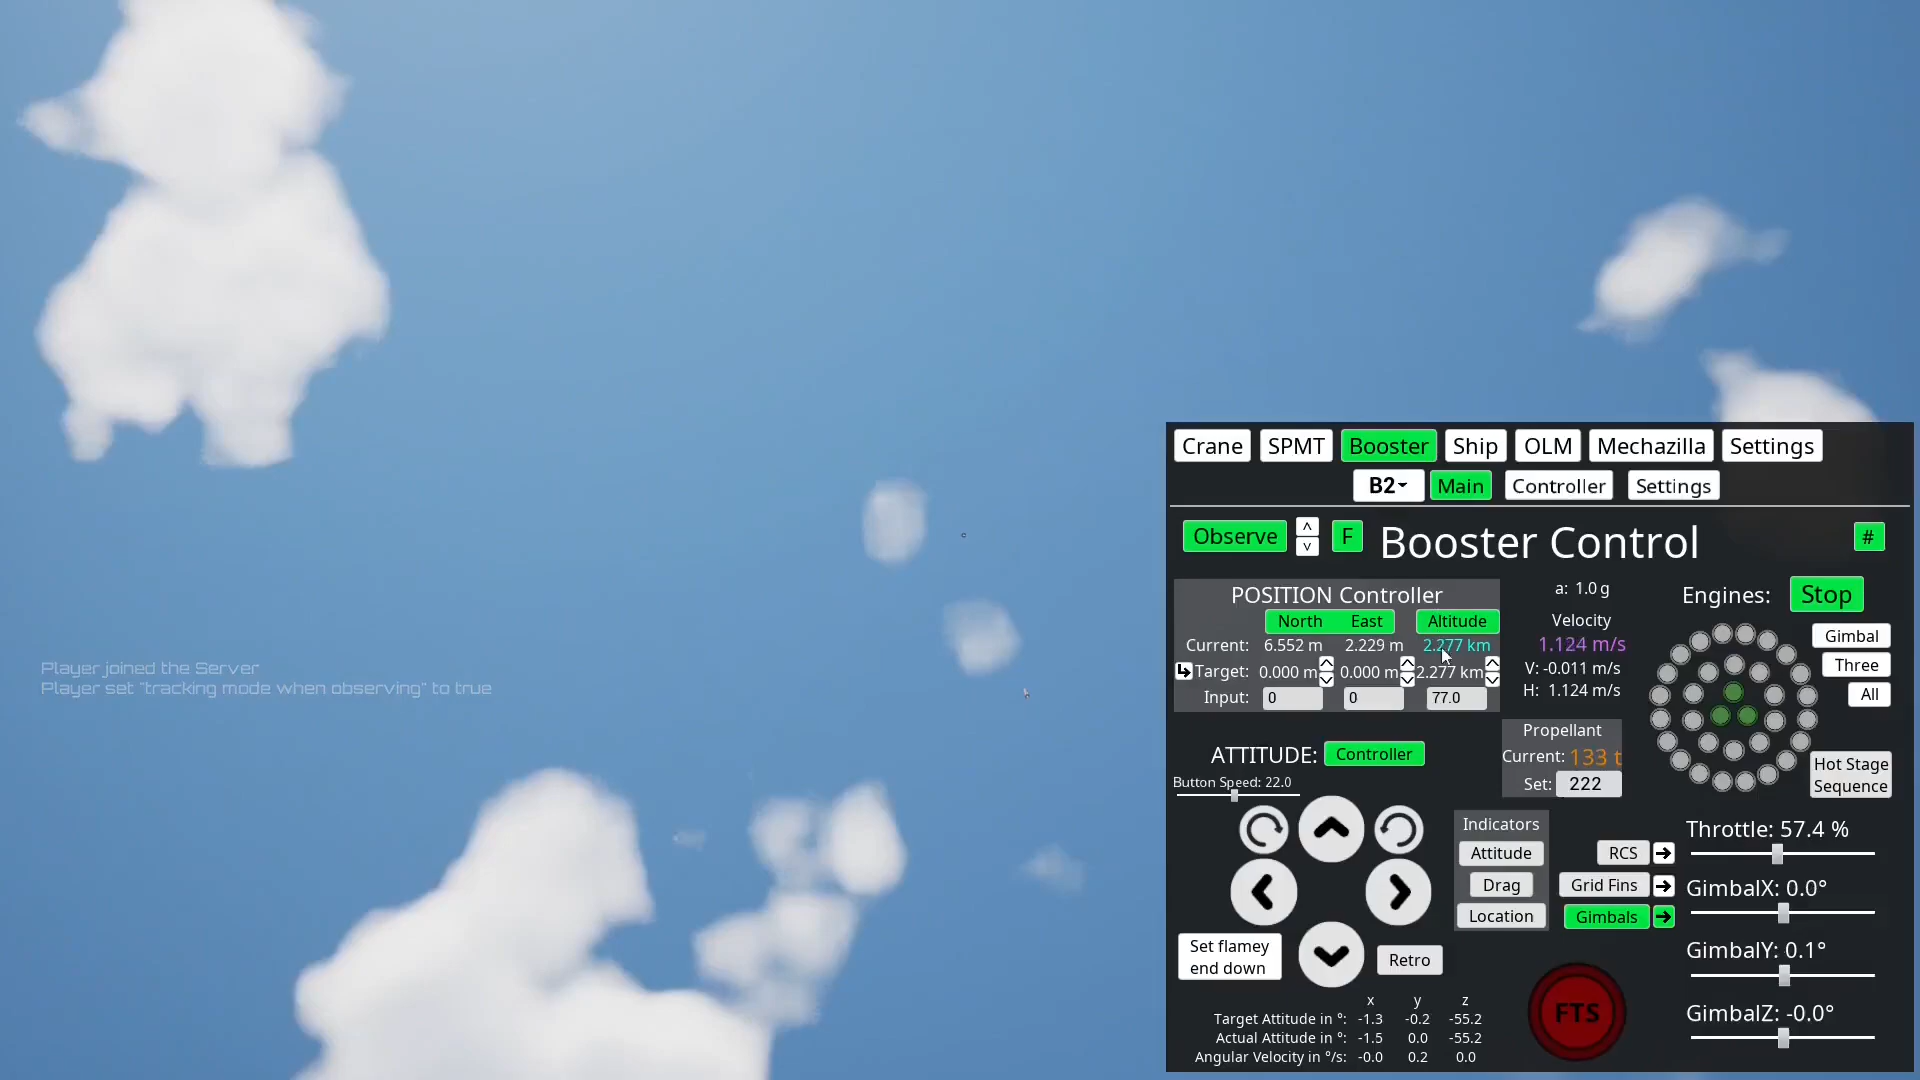 Crane SPMT Booster Ship OLM Mechazilla Settings
B2 Main Controller Settings
Observe ^ v F Booster Control #
POSITION Controller
North East Altitude
Current: 6.552 m 2.229 m 2.277 km
Target: 0.000 m 0.000 m 2.277 km
Input: 0 0 77.0
a: 1.0 g
Velocity
1.124 m/s
V: -0.011 m/s
H: 1.124 m/s
Engines: Stop
Gimbal
Three
All
Player joined the Server
Player set "tracking mode when observing" to true
Propellant
Current: 133 t
Set: 222
Hot Stage
Sequence
ATTITUDE: Controller
Button Speed: 22.0
Indicators
Attitude
Drag
Location
RCS
Grid Fins
Gimbals
Throttle: 57.4 %
GimbalX: 0.0°
GimbalY: 0.1°
GimbalZ: -0.0°
Set flamey
end down
Retro
FTS
x y z
Target Attitude in °: -1.3 -0.2 -55.2
Actual Attitude in °: -1.5 0.0 -55.2
Angular Velocity in °/s: -0.0 0.2 0.0